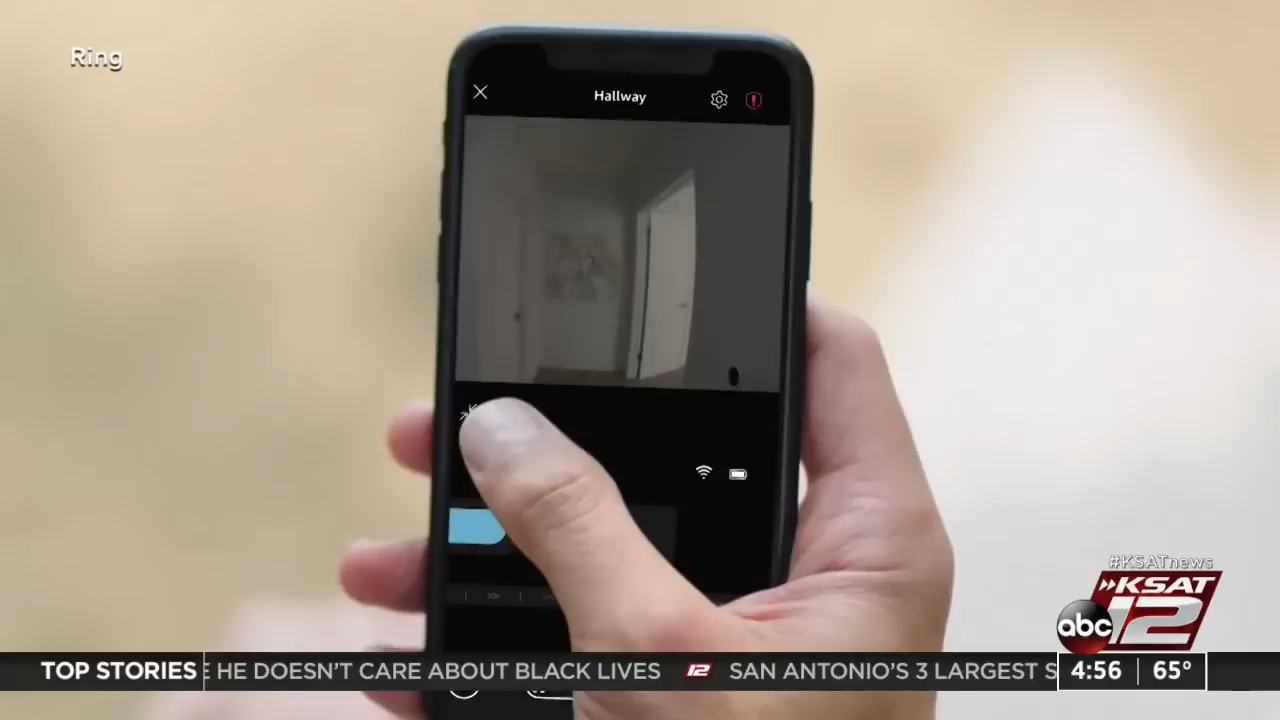 Ring
Hallway
#KSATnews
KSAT
abc
12
TOP STORIES
HE DOESN'T CARE ABOUT BLACK LIVES
12
SAN ANTONIO'S 3 LARGEST S
4:56
65°